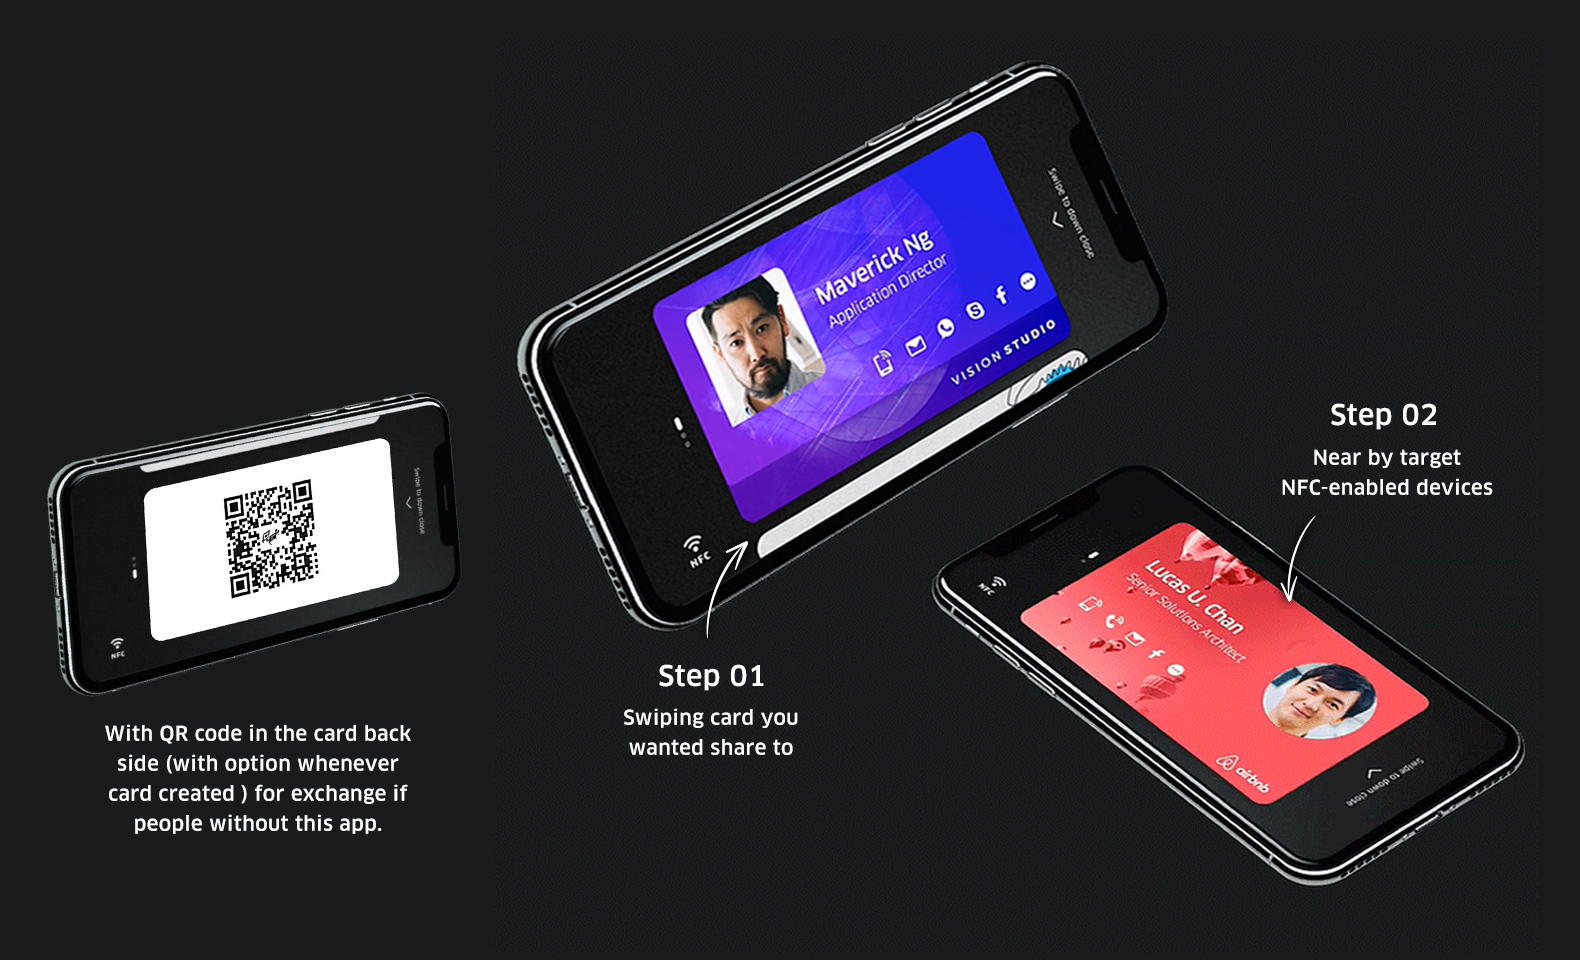 Swipe to down close
NFC
With QR code in the card back
side (with option whenever
card created ) for exchange if
people without this app.
Swipe to down close
Maverick Ng
Application Director
VISION STUDIO
NFC
Step 01
Swiping card you
wanted share to
Step 02
Near by target
NFC-enabled devices
NFC
Lucas U. Chan
Senior Solutions Architect
airbnb
Swipe to down close